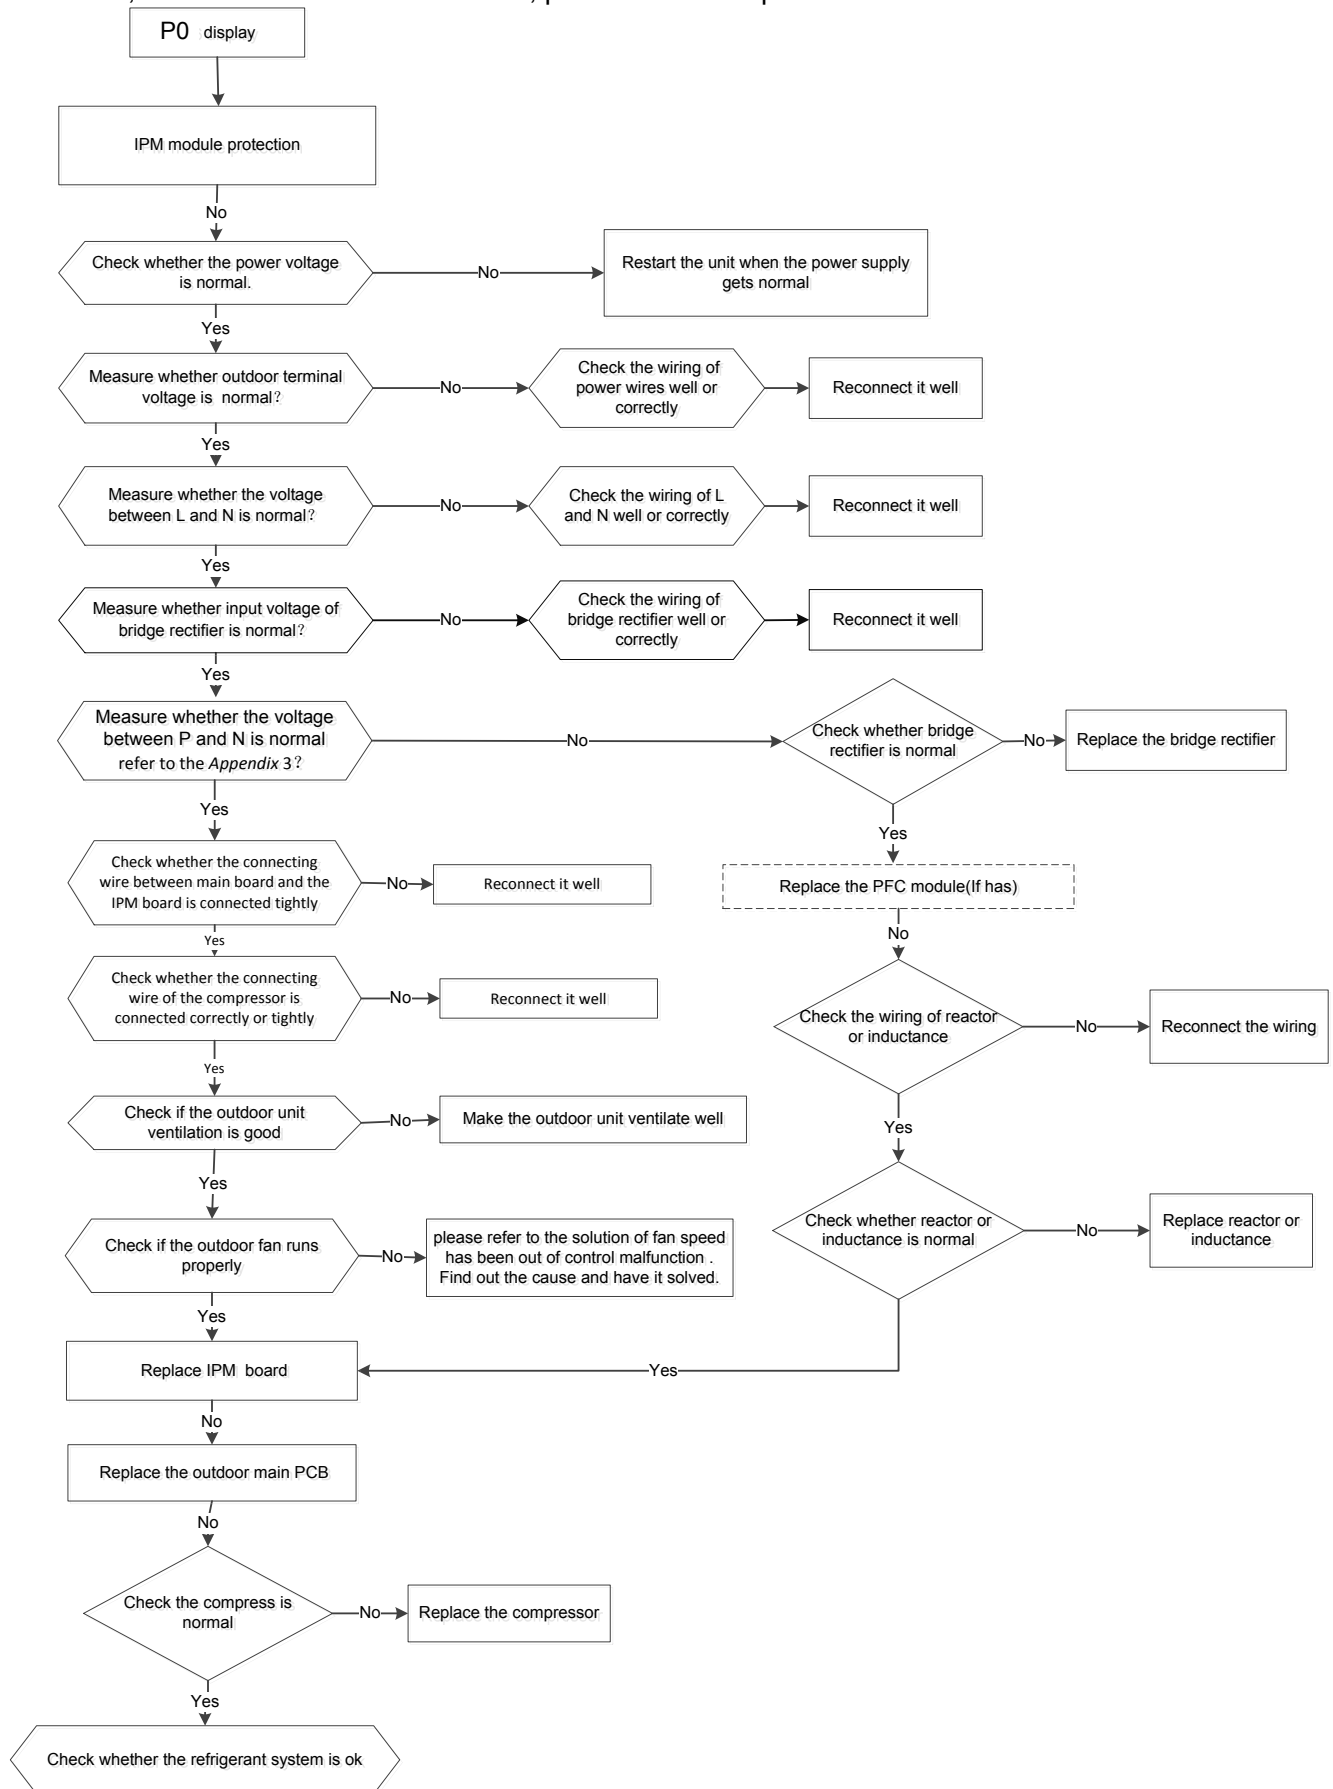 P0 display
IPM module protection
No
Check whether the power voltage
is normal.
No
Restart the unit when the power supply
gets normal
Yes
Measure whether outdoor terminal
voltage is normal?
No
Check the wiring of
power wires well or
correctly
Reconnect it well
Yes
Measure whether the voltage
between L and N is normal?
No
Check the wiring of L
and N well or correctly
Reconnect it well
Yes
Measure whether input voltage of
bridge rectifier is normal?
No
Check the wiring of
bridge rectifier well or
correctly
Reconnect it well
Yes
Measure whether the voltage
between P and N is normal
refer to the Appendix 3?
No
Check whether bridge
rectifier is normal
No
Replace the bridge rectifier
Yes
Yes
Check whether the connecting
wire between main board and the
IPM board is connected tightly
No
Reconnect it well
Replace the PFC module(If has)
Yes
No
Check whether the connecting
wire of the compressor is
connected correctly or tightly
No
Reconnect it well
Check the wiring of reactor
or inductance
No
Reconnect the wiring
Yes
Check if the outdoor unit
ventilation is good
No
Make the outdoor unit ventilate well
Yes
Yes
Check whether reactor or
inductance is normal
No
Replace reactor or
inductance
Check if the outdoor fan runs
properly
No
please refer to the solution of fan speed
has been out of control malfunction .
Find out the cause and have it solved.
Yes
Replace IPM board
Yes
No
Replace the outdoor main PCB
No
Check the compress is
normal
No
Replace the compressor
Yes
Check whether the refrigerant system is ok